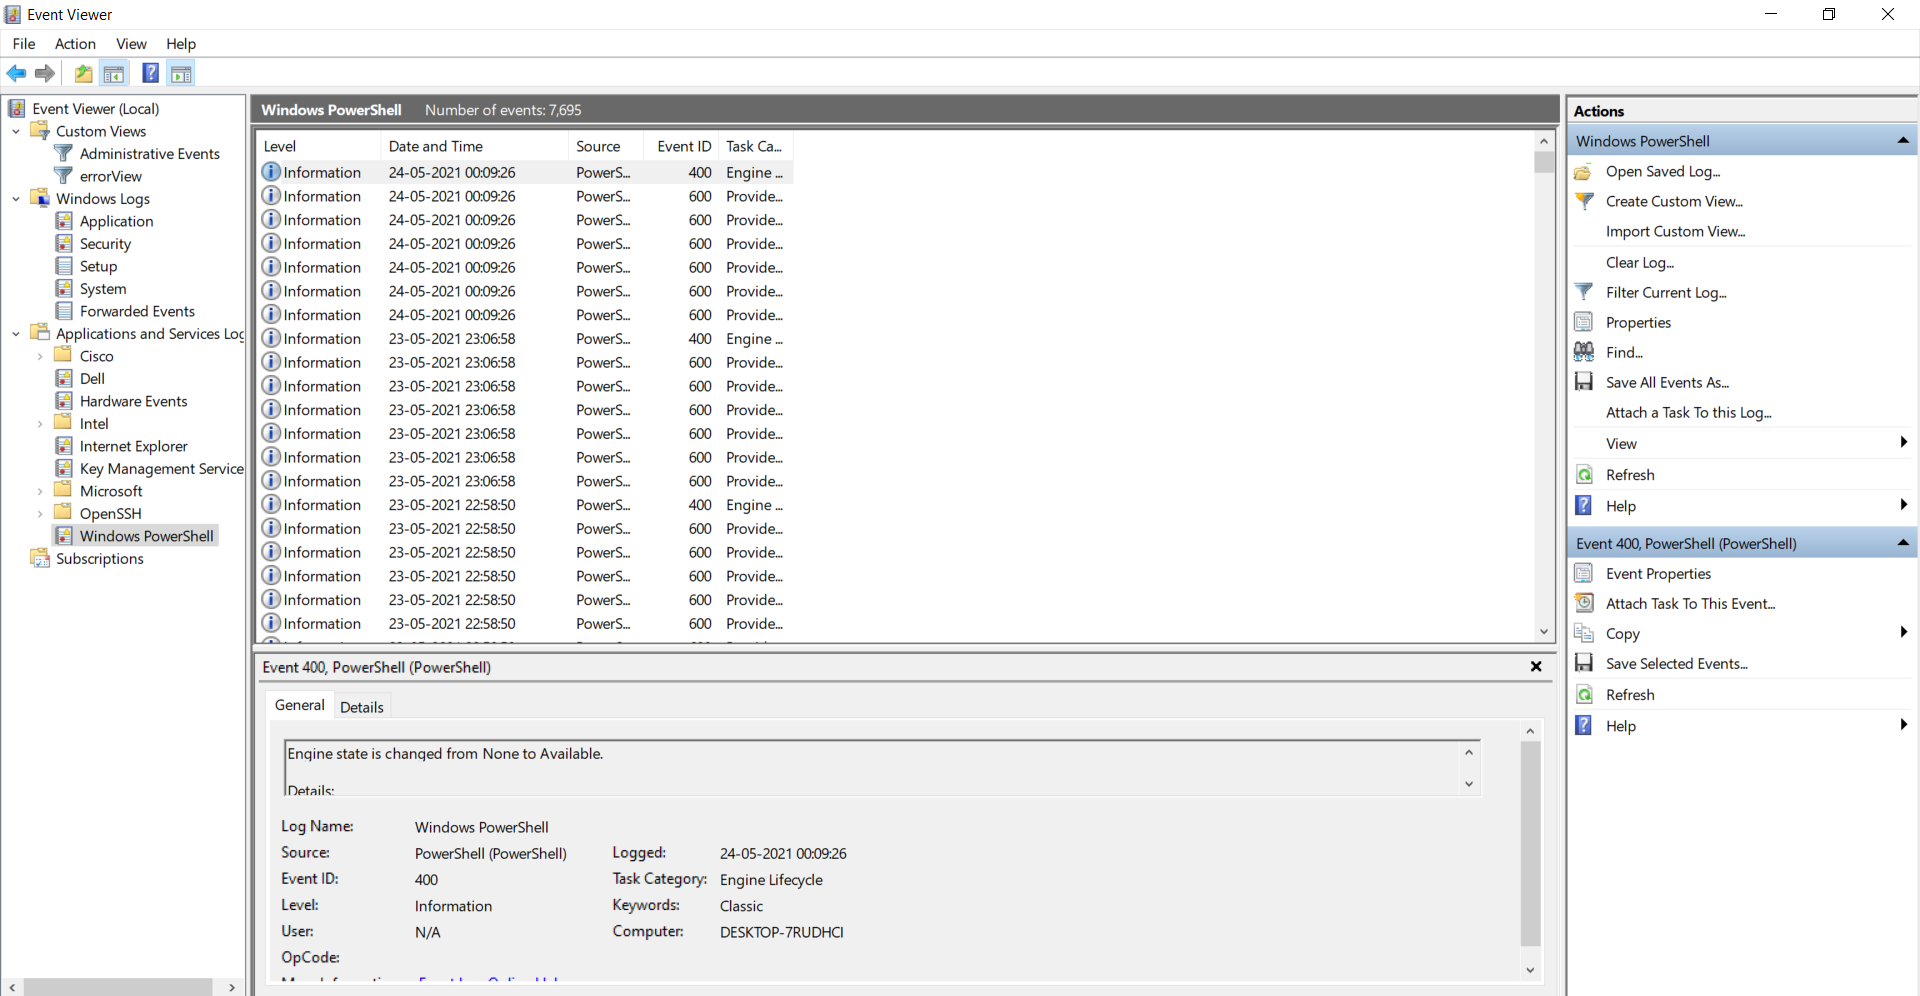 Event Viewer
File Action View Help
Event Viewer (Local)
Custom Views
Administrative Events
errorView
Windows Logs
Application
Security
Setup
System
Forwarded Events
Applications and Services Log
Cisco
Dell
Hardware Events
Intel
Internet Explorer
Key Management Service
Microsoft
OpenSSH
Windows PowerShell
Subscriptions
Windows PowerShell Number of events: 7,695
Level Date and Time Source Event ID Task Ca...
Information 24-05-2021 00:09:26 PowerS... 400 Engine ...
Information 24-05-2021 00:09:26 PowerS... 600 Provide...
Information 24-05-2021 00:09:26 PowerS... 600 Provide...
Information 24-05-2021 00:09:26 PowerS... 600 Provide...
Information 24-05-2021 00:09:26 PowerS... 600 Provide...
Information 24-05-2021 00:09:26 PowerS... 600 Provide...
Information 24-05-2021 00:09:26 PowerS... 600 Provide...
Information 23-05-2021 23:06:58 PowerS... 400 Engine ...
Information 23-05-2021 23:06:58 PowerS... 600 Provide...
Information 23-05-2021 23:06:58 PowerS... 600 Provide...
Information 23-05-2021 23:06:58 PowerS... 600 Provide...
Information 23-05-2021 23:06:58 PowerS... 600 Provide...
Information 23-05-2021 23:06:58 PowerS... 600 Provide...
Information 23-05-2021 23:06:58 PowerS... 600 Provide...
Information 23-05-2021 22:58:50 PowerS... 400 Engine ...
Information 23-05-2021 22:58:50 PowerS... 600 Provide...
Information 23-05-2021 22:58:50 PowerS... 600 Provide...
Information 23-05-2021 22:58:50 PowerS... 600 Provide...
Information 23-05-2021 22:58:50 PowerS... 600 Provide...
Information 23-05-2021 22:58:50 PowerS... 600 Provide...
Event 400, PowerShell (PowerShell)
General Details
Engine state is changed from None to Available.
Details:
Log Name: Windows PowerShell
Source: PowerShell (PowerShell) Logged: 24-05-2021 00:09:26
Event ID: 400 Task Category: Engine Lifecycle
Level: Information Keywords: Classic
User: N/A Computer: DESKTOP-7RUDHCI
OpCode:
Actions
Windows PowerShell
Open Saved Log...
Create Custom View...
Import Custom View...
Clear Log...
Filter Current Log...
Properties
Find...
Save All Events As...
Attach a Task To this Log...
View
Refresh
Help
Event 400, PowerShell (PowerShell)
Event Properties
Attach Task To This Event...
Copy
Save Selected Events...
Refresh
Help